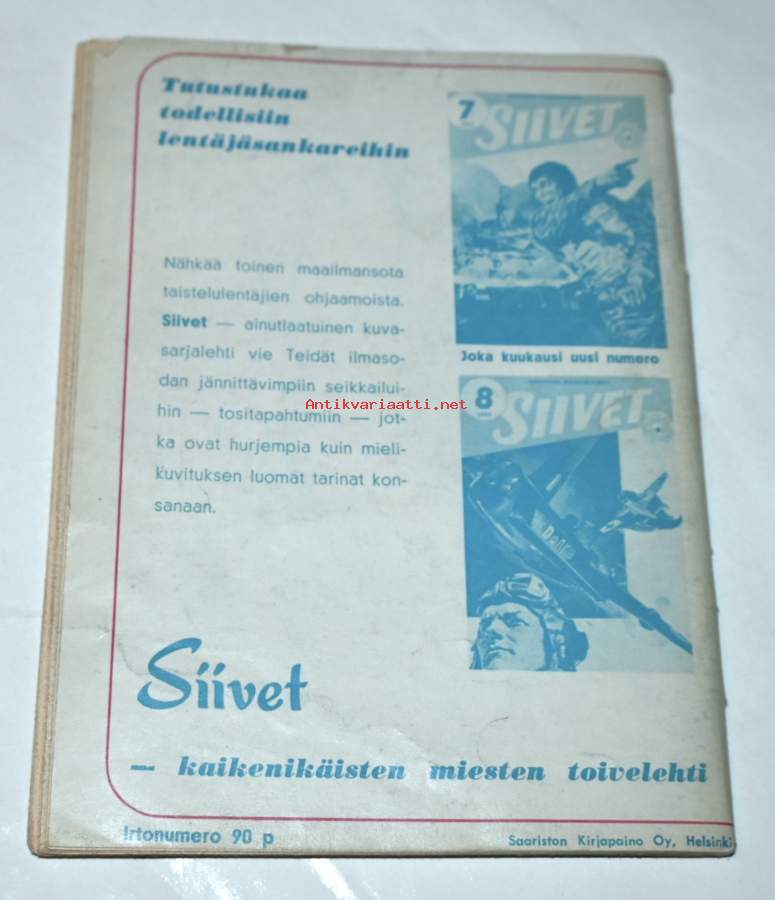 Tutustukaa
todellisiin
lentäjäsankareihin
Nähkää toinen maailmansota
taistelulentäjien ohjaamoista.
Siivet — ainutlaatuinen kuva-
sarjalehti vie Teidät ilmaso-
dan jännittävimpiin seikkailui-
hin — tositapahtumiin — jot-
ka ovat hurjempia kuin mieli-
kuvituksen luomat tarinat kon-
sanaan.
7
SIIVET
Joka kuukausi uusi numero
8
SIIVET
Antikvariaatti.net
Siivet
— kaikenikäisten miesten toivelehti
Irtonumero 90 p
Saariston Kirjapaino Oy, Helsinki